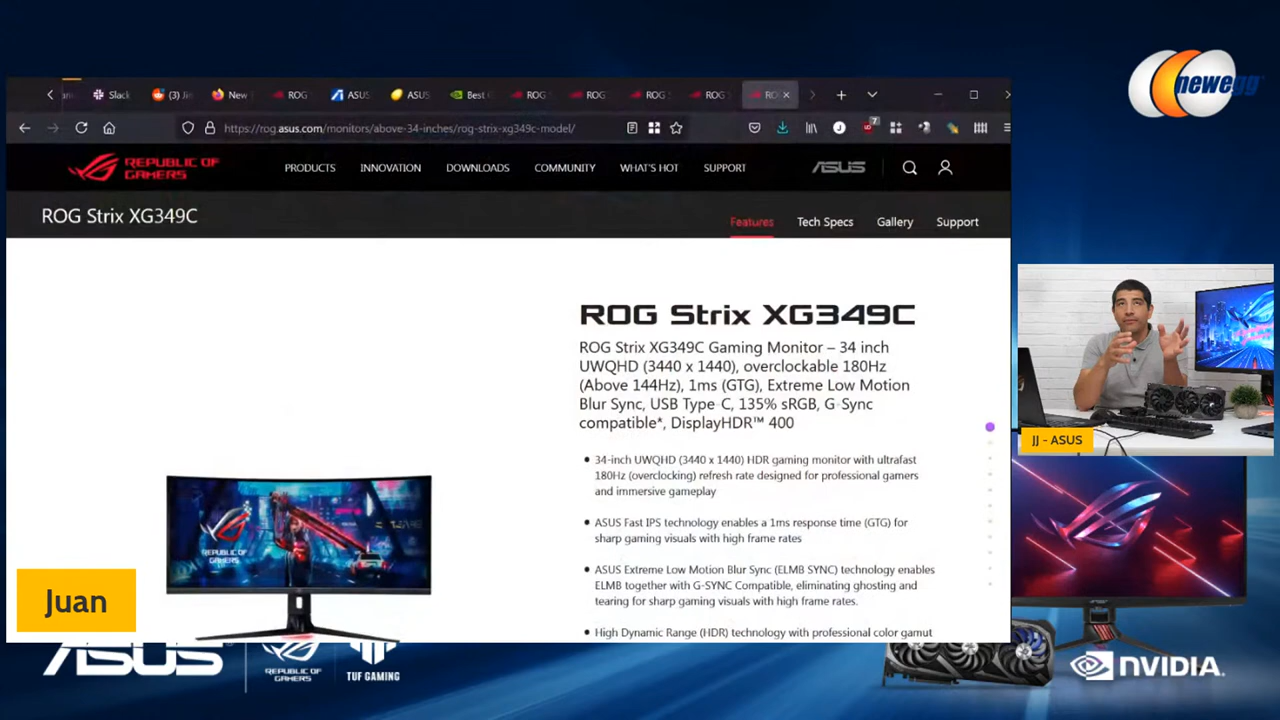 newegg
Slack
(3)
New
ROG
ASUS
ASUS
Best
ROG
ROG
ROG
ROG
https://rog.asus.com/monitors/above-34-inches/rog-strix-xg349c-model/
7
REPUBLIC OF
GAMERS
PRODUCTS INNOVATION DOWNLOADS COMMUNITY WHAT'S HOT SUPPORT
ASUS
ROG Strix XG349C
Features Tech Specs Gallery Support
ROG Strix XG349C
ROG Strix XG349C Gaming Monitor – 34 inch
UWQHD (3440 x 1440), overclockable 180Hz
(Above 144Hz), 1ms (GTG), Extreme Low Motion
Blur Sync, USB Type-C, 135% sRGB, G-Sync
compatible*, DisplayHDR™ 400
• 34-inch UWQHD (3440 x 1440) HDR gaming monitor with ultrafast
180Hz (overclocking) refresh rate designed for professional gamers
and immersive gameplay
• ASUS Fast IPS technology enables a 1ms response time (GTG) for
sharp gaming visuals with high frame rates
• ASUS Extreme Low Motion Blur Sync (ELMB SYNC) technology enables
ELMB together with G-SYNC Compatible, eliminating ghosting and
tearing for sharp gaming visuals with high frame rates.
• High Dynamic Range (HDR) technology with professional color gamut
REPUBLIC OF
GAMERS
JJ - ASUS
Juan
ASUS
REPUBLIC OF
GAMERS
TUF GAMING
NVIDIA.